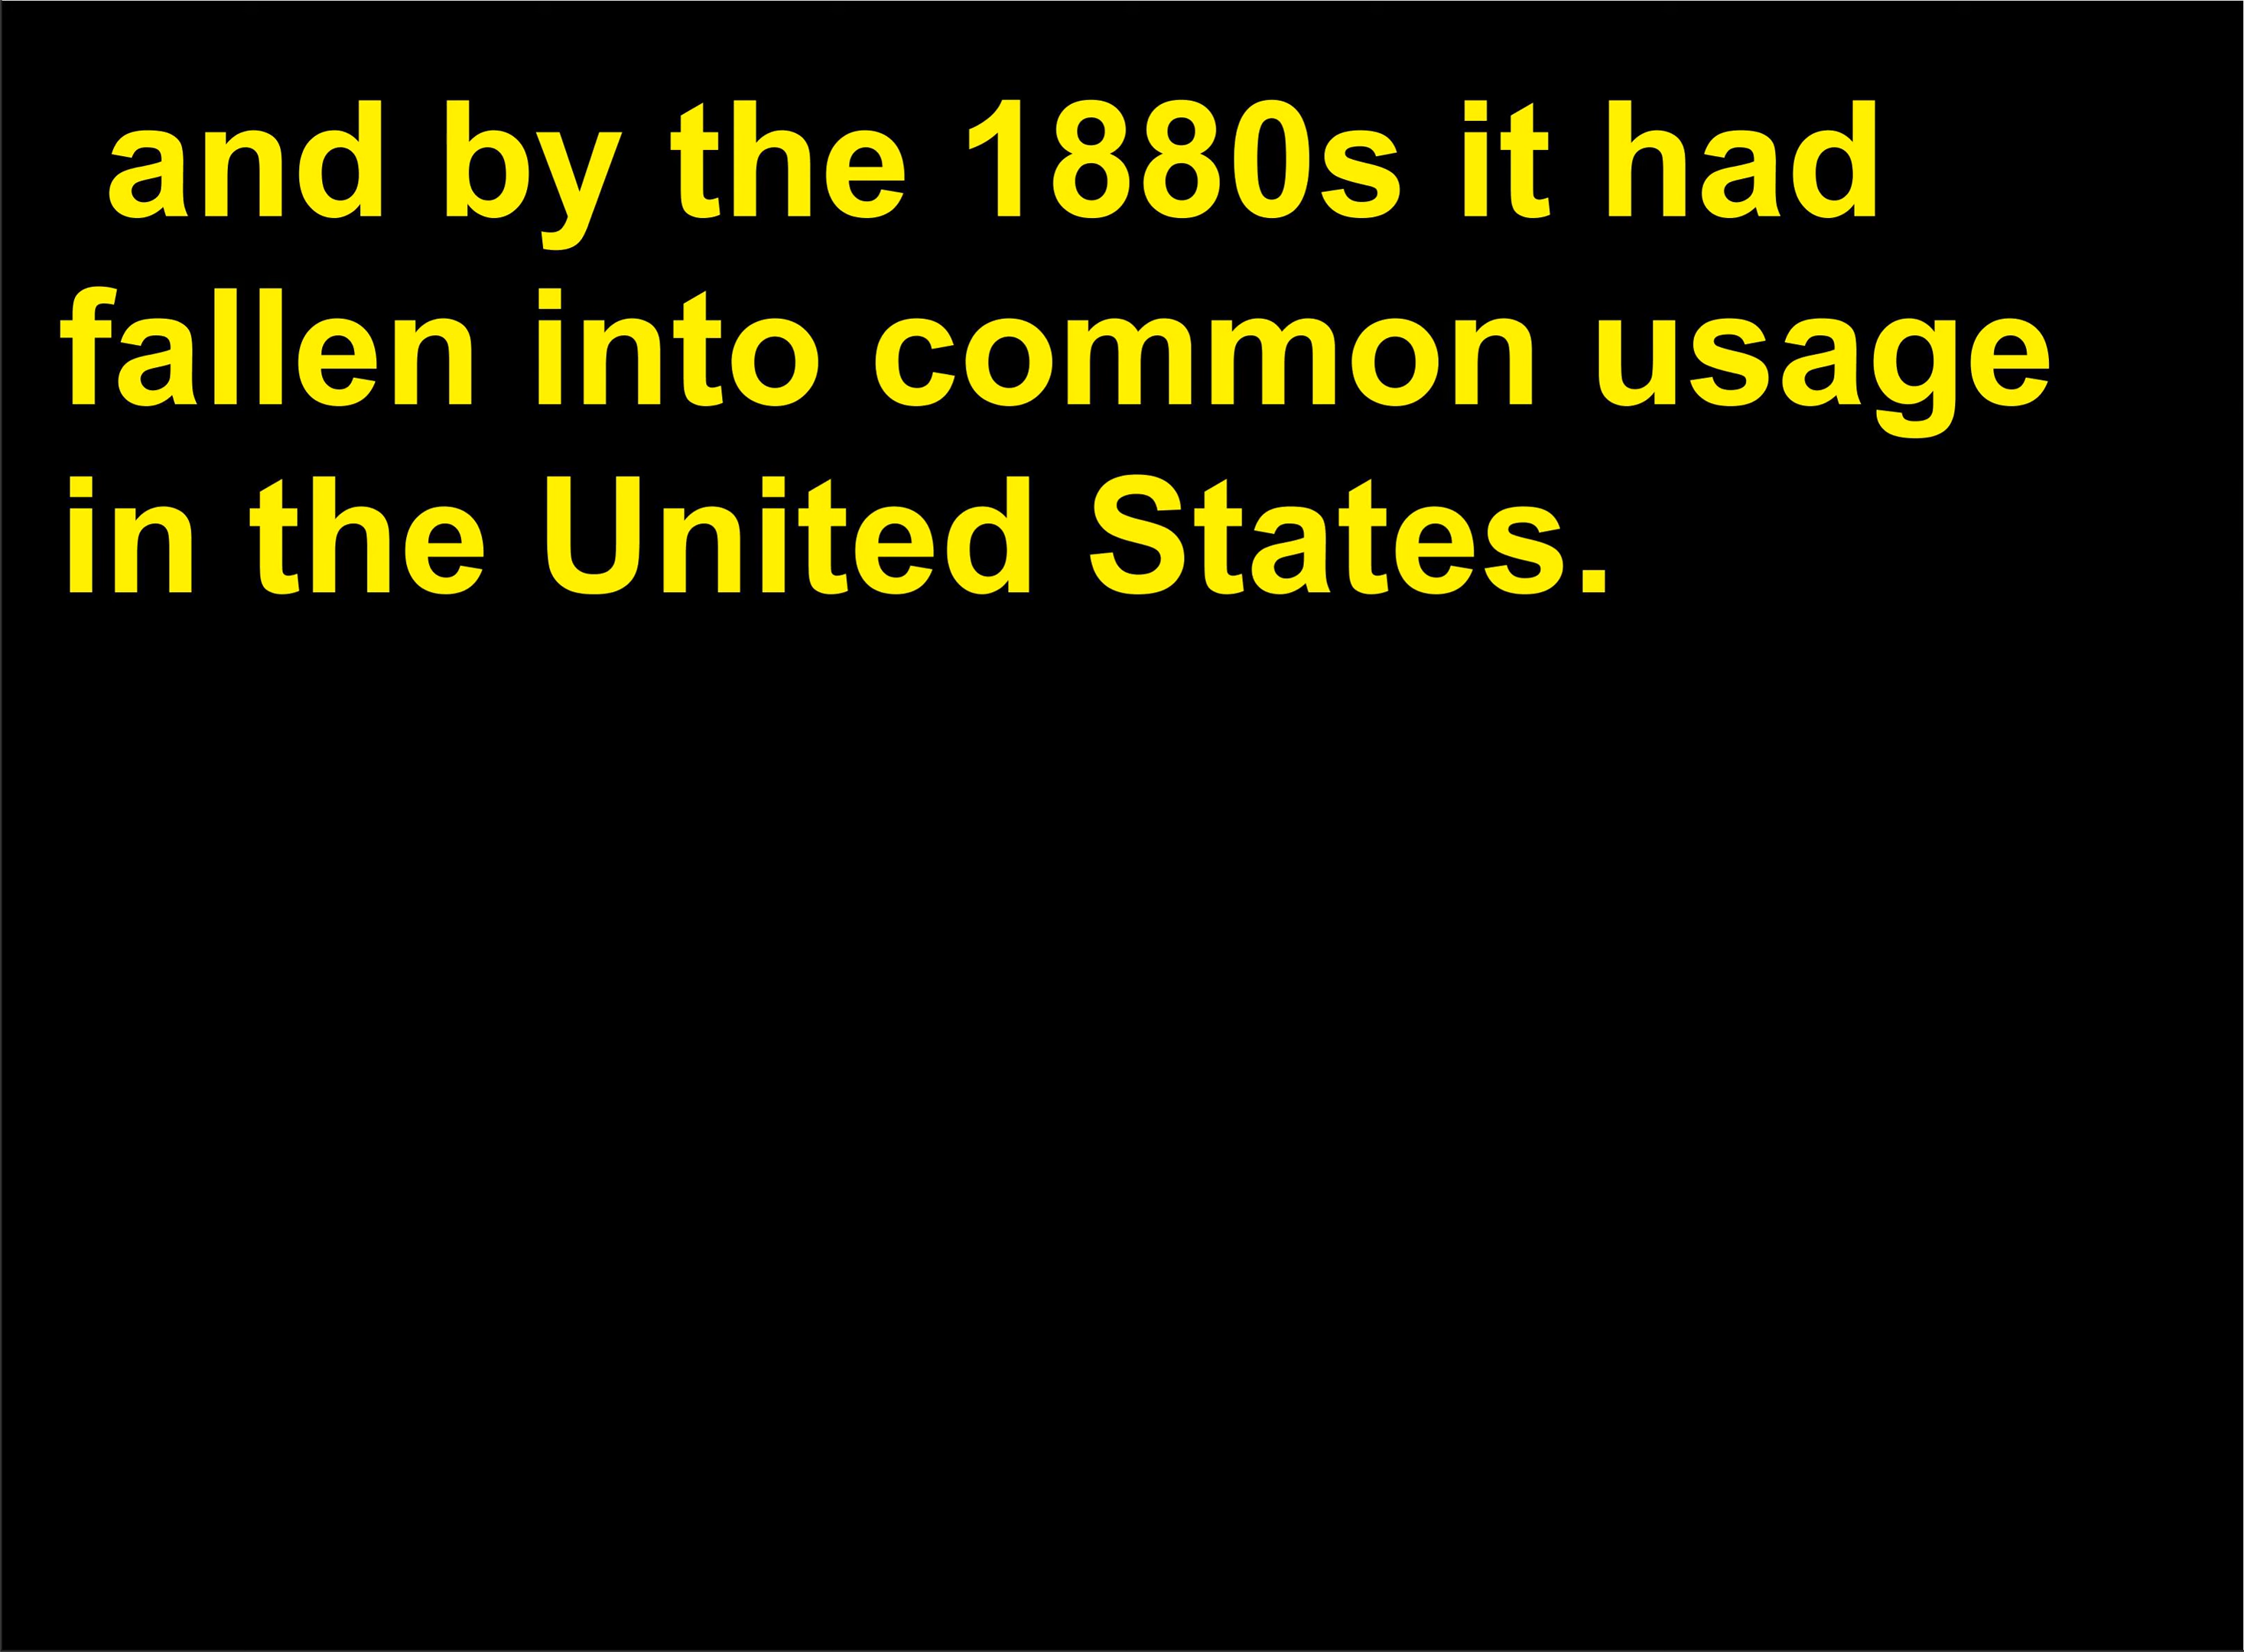 and by the 1880s it had
fallen into common usage
in the United States.